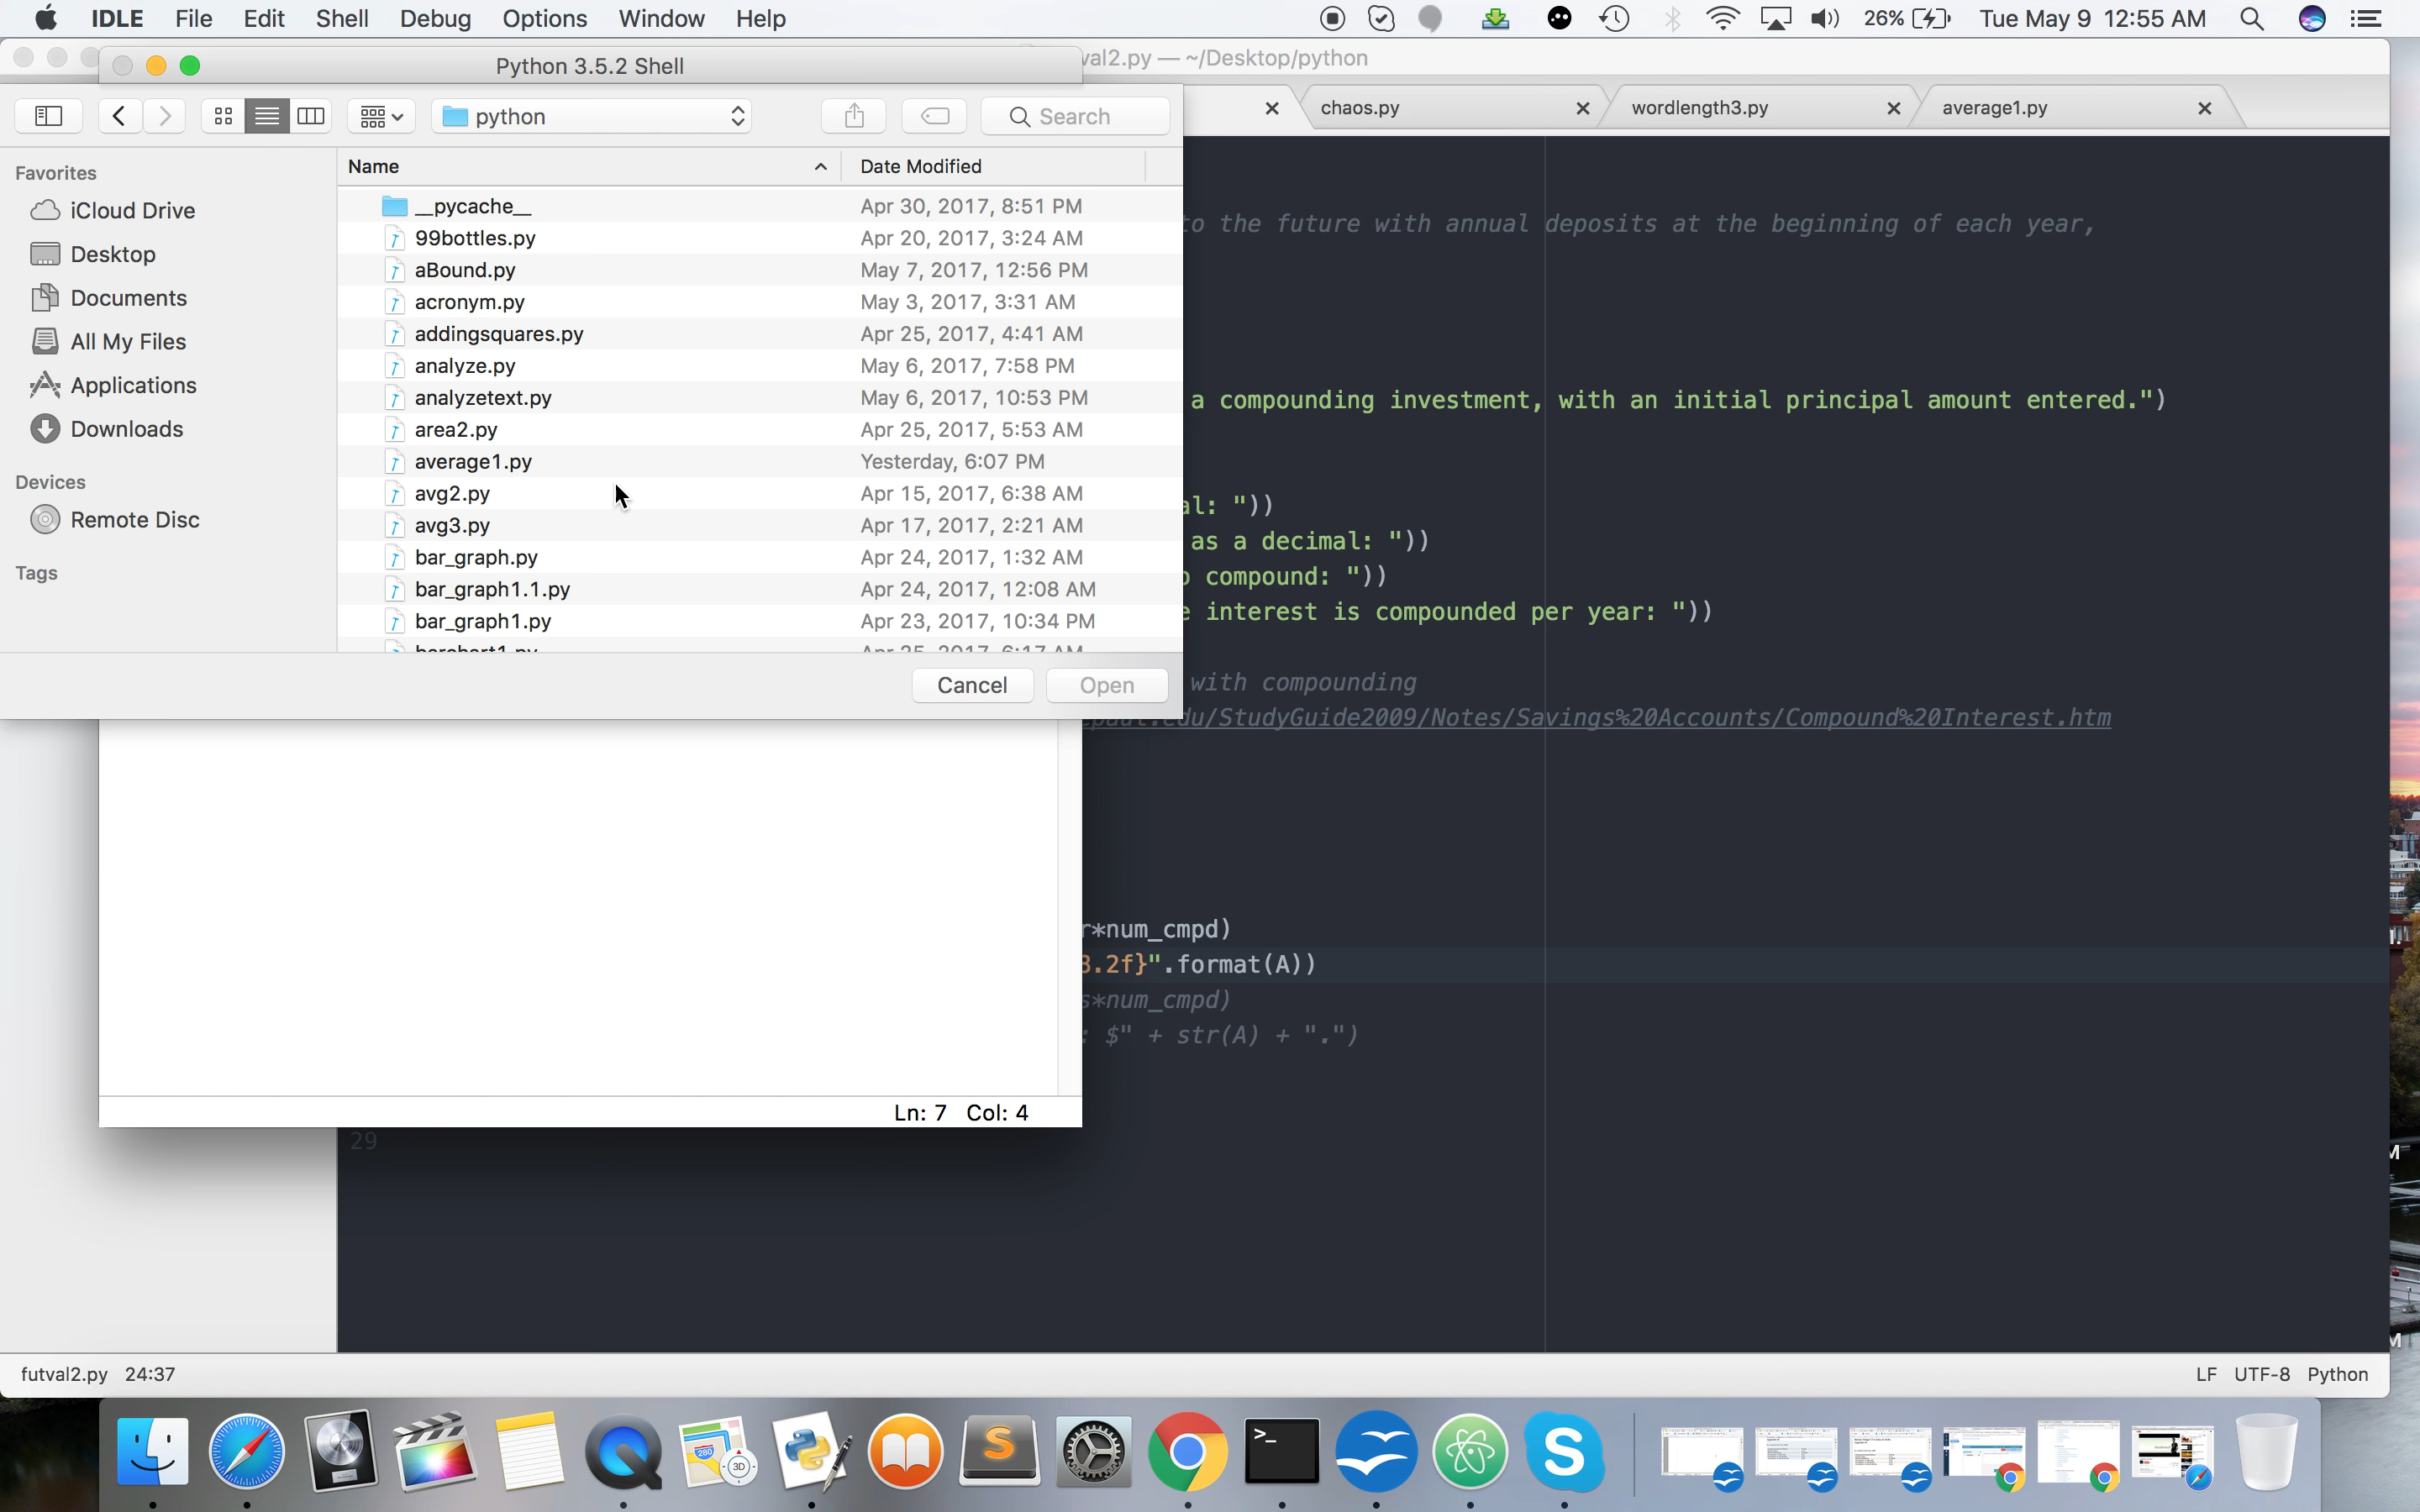 IDLE File Edit Shell Debug Options Window Help 26% Tue May 9 12:55 AM
Python 3.5.2 Shell
val2.py — ~/Desktop/python
python
Search
chaos.py
wordlength3.py
average1.py
Favorites
iCloud Drive
Desktop
Documents
All My Files
Applications
Downloads
Devices
Remote Disc
Tags
Name Date Modified
__pycache__ Apr 30, 2017, 8:51 PM
99bottles.py Apr 20, 2017, 3:24 AM
aBound.py May 7, 2017, 12:56 PM
acronym.py May 3, 2017, 3:31 AM
addingsquares.py Apr 25, 2017, 4:41 AM
analyze.py May 6, 2017, 7:58 PM
analyzetext.py May 6, 2017, 10:53 PM
area2.py Apr 25, 2017, 5:53 AM
average1.py Yesterday, 6:07 PM
avg2.py Apr 15, 2017, 6:38 AM
avg3.py Apr 17, 2017, 2:21 AM
bar_graph.py Apr 24, 2017, 1:32 AM
bar_graph1.1.py Apr 24, 2017, 12:08 AM
bar_graph1.py Apr 23, 2017, 10:34 PM
Cancel Open
to the future with annual deposits at the beginning of each year,
a compounding investment, with an initial principal amount entered.")
al: "))
as a decimal: "))
compound: "))
interest is compounded per year: "))
with compounding
.edu/StudyGuide2009/Notes/Savings%20Accounts/Compound%20Interest.htm
r*num_cmpd)
.2f}".format(A))
s*num_cmpd)
: $" + str(A) + ".")
Ln: 7 Col: 4
29
futval2.py 24:37
LF UTF-8 Python